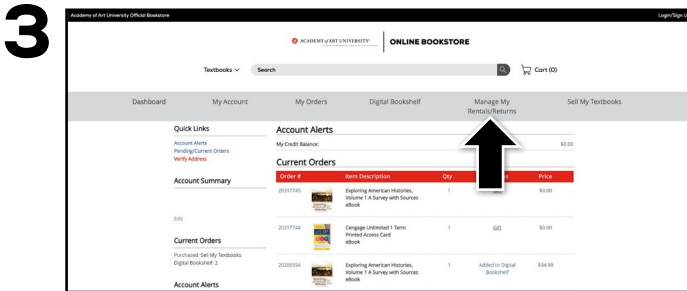 3
Academy of Art University Official Bookstore
Login/Sign U
ACADEMY of ART UNIVERSITY
ONLINE BOOKSTORE
Textbooks
Search
Cart (0)
Dashboard
My Account
My Orders
Digital Bookshelf
Manage My
Rentals/Returns
Sell My Textbooks
Quick Links
Account Alerts
Pending/Current Orders
Verify Address
Account Summary
Edit
Current Orders
Purchased: Sell My Textbooks
Digital Bookshelf: 2
Account Alerts
Account Alerts
My Credit Balance:
$0.00
Current Orders
Order # Item Description Qty Price
20317745 Exploring American Histories, 1 $0.00
Volume 1 A Survey with Sources
eBook
20317744 Cengage Unlimited 1 Term 1 Gift $0.00
Printed Access Card
eBook
20205594 Exploring American Histories, 1 Added to Digital $34.99
Volume 1 A Survey with Sources Bookshelf
eBook